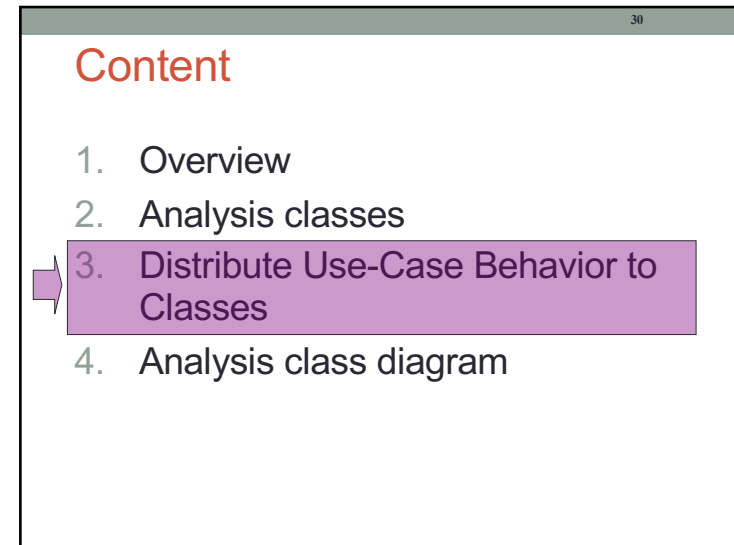 30
Content
1. Overview
2. Analysis classes
3. Distribute Use-Case Behavior to
Classes
4. Analysis class diagram